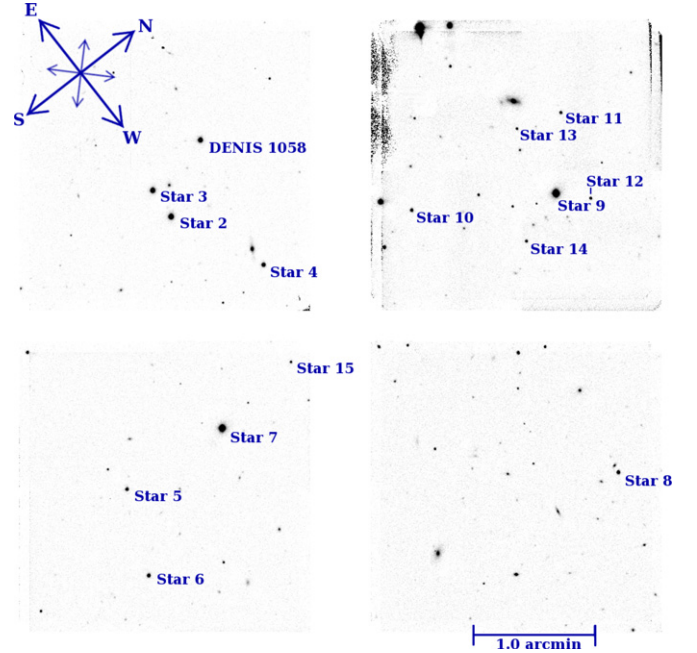 E
N
S
W
DENIS 1058
Star 3
Star 2
Star 4
Star 11
Star 13
Star 12
Star 9
Star 10
Star 14
Star 15
Star 7
Star 5
Star 6
Star 8
1.0 arcmin